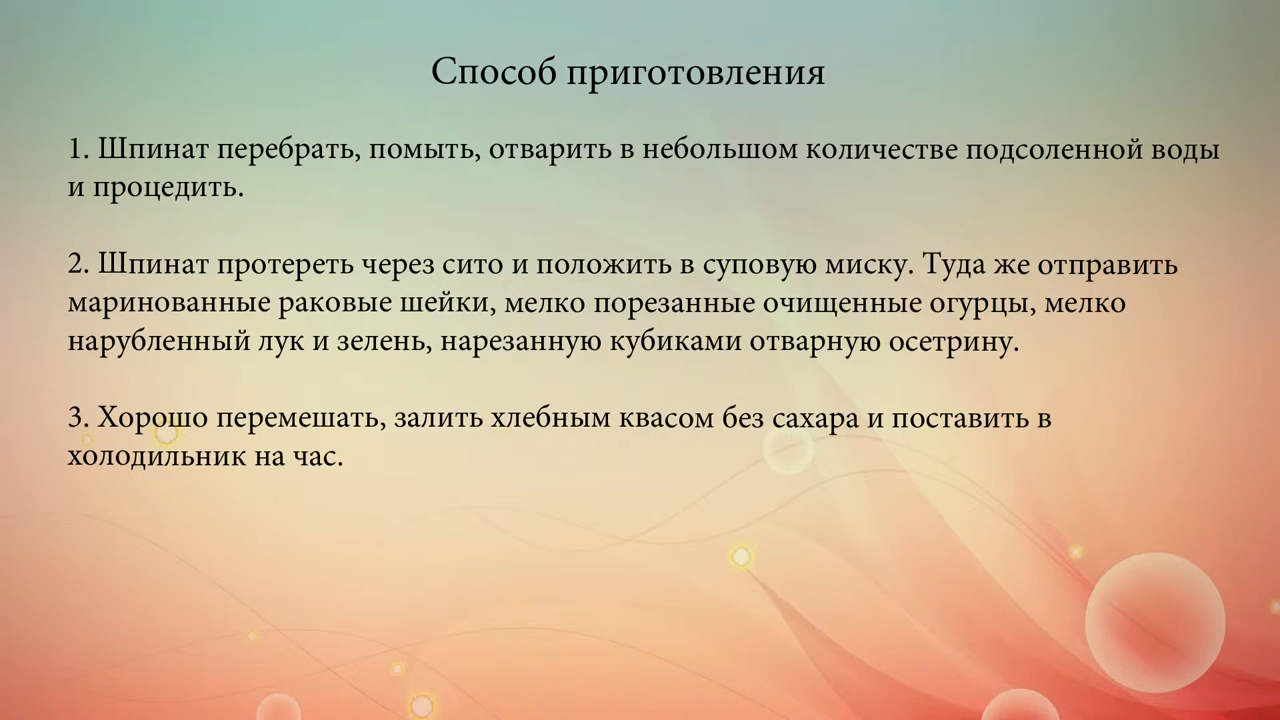 Способ приготовления
1. Шпинат перебрать, помыть, отварить в небольшом количестве подсоленной воды
и процедить.
2. Шпинат протереть через сито и положить в суповую миску. Туда же отправить
маринованные раковые шейки, мелко порезанные очищенные огурцы, мелко
нарубленный лук и зелень, нарезанную кубиками отварную осетрину.
3. Хорошо перемешать, залить хлебным квасом без сахара и поставить в
холодильник на час.